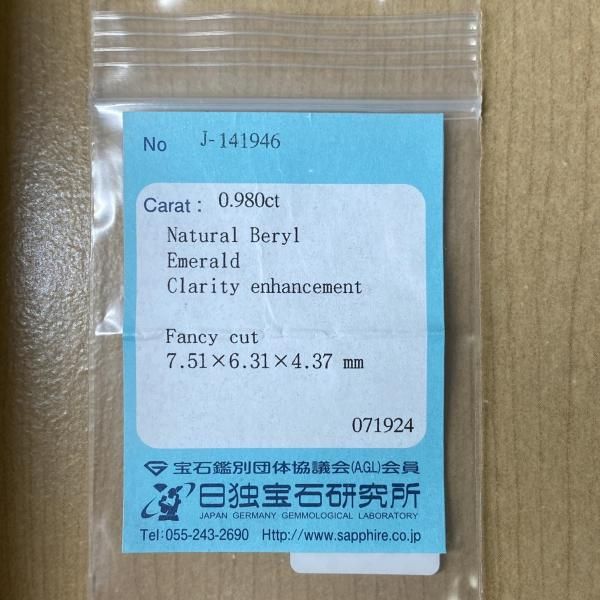 No J-141946
Carat : 0.980ct
Natural Beryl
Emerald
Clarity enhancement
Fancy cut
7.51×6.31×4.37 mm
071924
宝石鑑別団体協議会(AGL)会員
日独宝石研究所
JAPAN GERMANY GEMMOLOGICAL LABORATORY
Tel:055-243-2690 Http://www.sapphire.co.jp